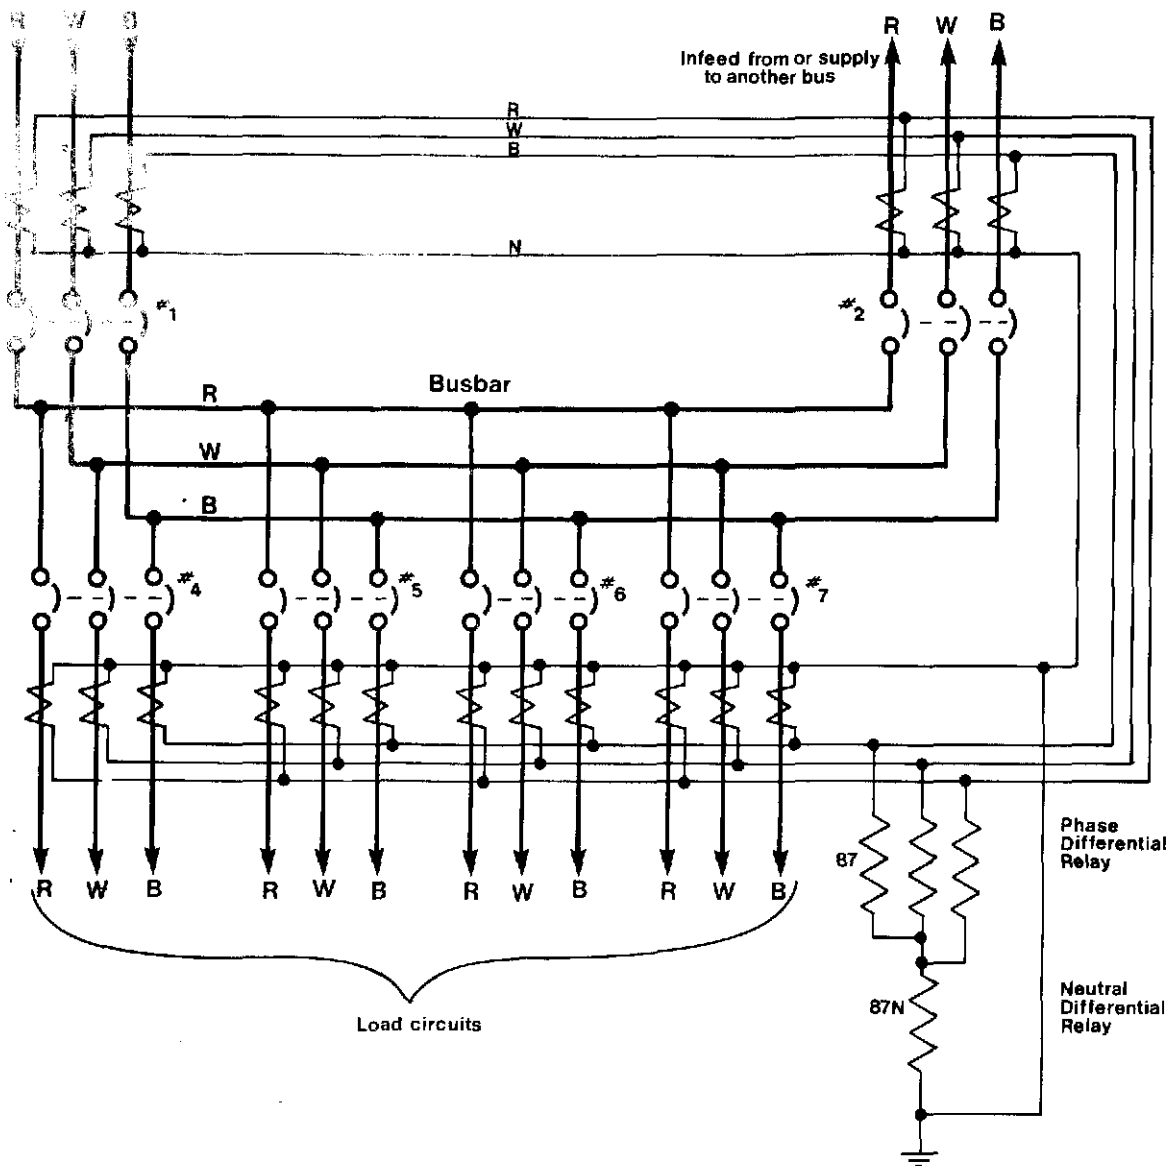 R W B
R W B
Infeed from or supply
to another bus
R
W
B
N
#1
#2
Busbar
R
W
B
#4 #5 #6 #7
R W B R W B R W B R W B
87
Phase
Differential
Relay
87N
Neutral
Differential
Relay
Load circuits